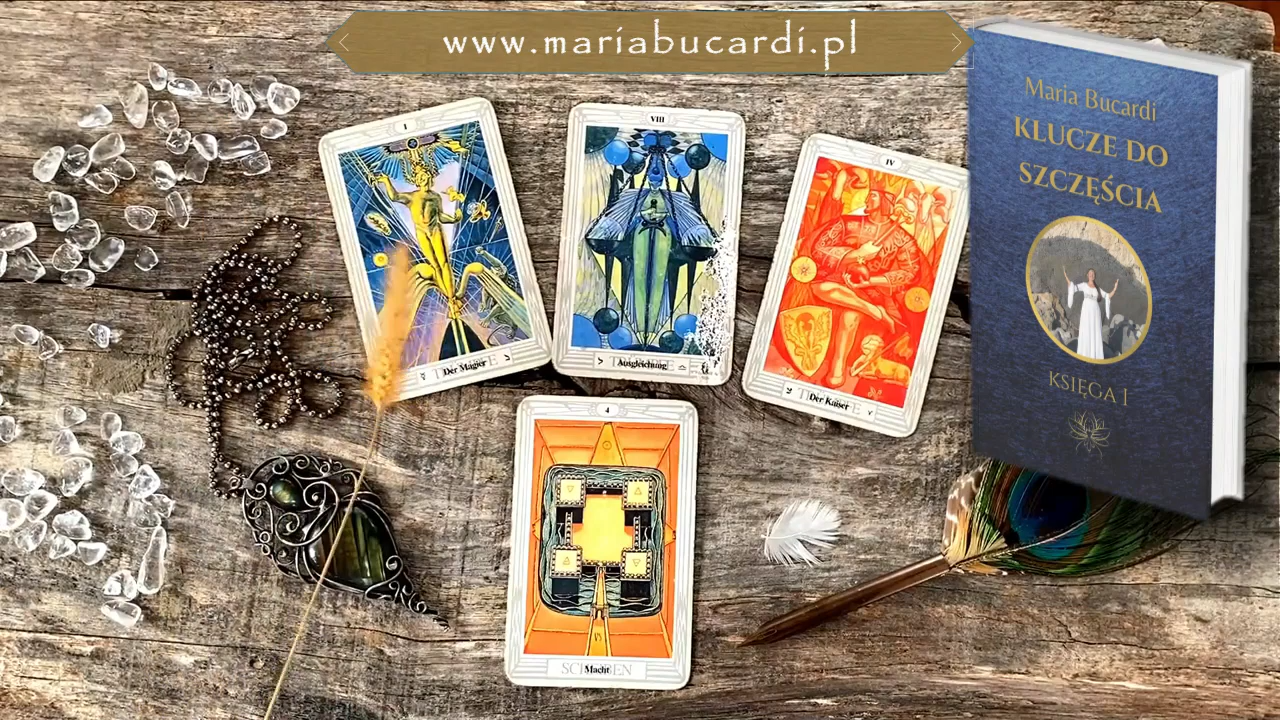 www.mariabucardi.pl
Maria Bucardi
KLUCZE DO
SZCZĘŚCIA
KSIĘGA I
I
Der Magier
VIII
Ausgleichung
IV
Der Kaiser
4
Macht